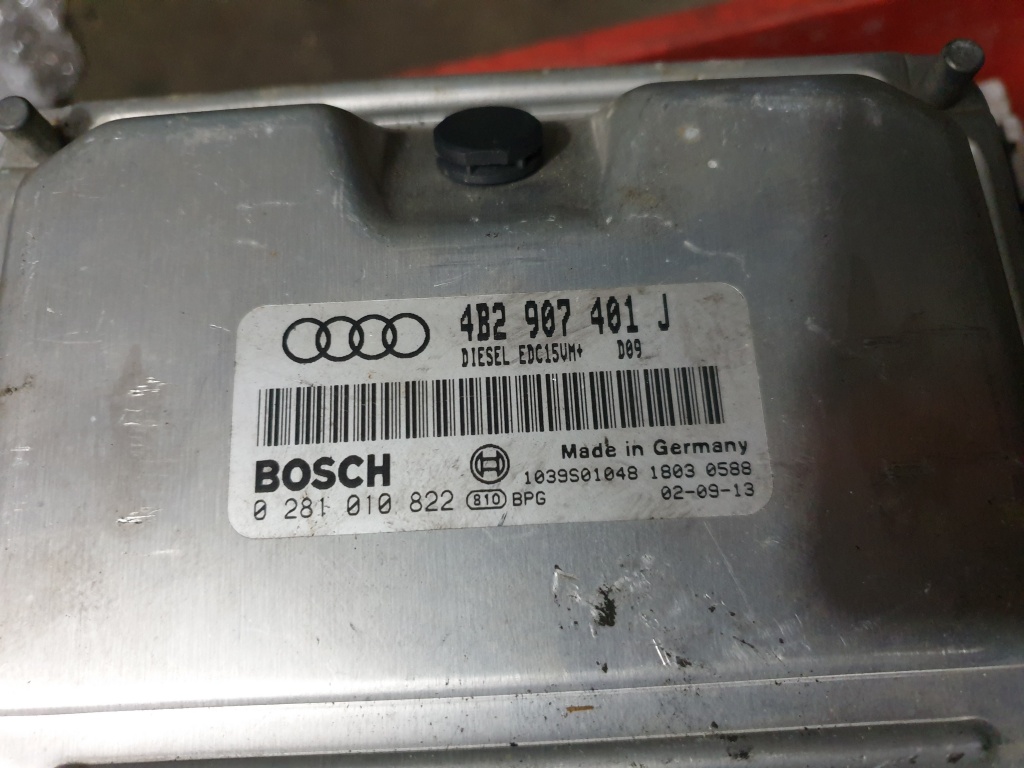 4B2 907 401 J
DIESEL EDC15VM+ D09
Made in Germany
BOSCH
1039S01048 1803 0588
0 281 010 822 810 BPG
02-09-13